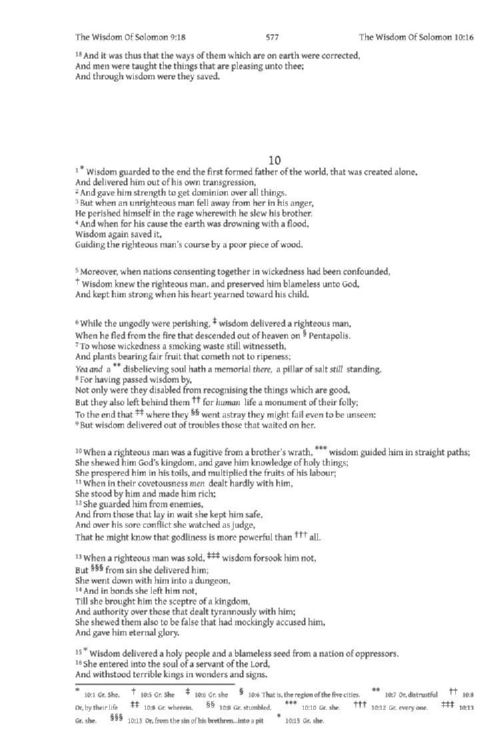 The Wisdom Of Solomon 9:18 577 The Wisdom Of Solomon 10:16
18 And it was thus that the ways of them which are on earth were corrected,
And men were taught the things that are pleasing unto thee;
And through wisdom were they saved.
10
1 * Wisdom guarded to the end the first formed father of the world, that was created alone,
And delivered him out of his own transgression,
2 And gave him strength to get dominion over all things.
3 But when an unrighteous man fell away from her in his anger,
He perished himself in the rage wherewith he slew his brother.
4 And when for his cause the earth was drowning with a flood,
Wisdom again saved it,
Guiding the righteous man's course by a poor piece of wood.
5 Moreover, when nations consenting together in wickedness had been confounded,
† Wisdom knew the righteous man, and preserved him blameless unto God,
And kept him strong when his heart yearned toward his child.
6 While the ungodly were perishing, ‡ wisdom delivered a righteous man,
When he fled from the fire that descended out of heaven on § Pentapolis.
7 To whose wickedness a smoking waste still witnesseth,
And plants bearing fair fruit that cometh not to ripeness;
Yea and a ** disbelieving soul hath a memorial there, a pillar of salt still standing.
8 For having passed wisdom by,
Not only were they disabled from recognising the things which are good,
But they also left behind them †† for human life a monument of their folly;
To the end that ‡‡ where they §§ went astray they might fail even to be unseen:
9 But wisdom delivered out of troubles those that waited on her.
10 When a righteous man was a fugitive from a brother's wrath, *** wisdom guided him in straight paths;
She shewed him God's kingdom, and gave him knowledge of holy things;
She prospered him in his toils, and multiplied the fruits of his labour;
11 When in their covetousness men dealt hardly with him,
She stood by him and made him rich;
12 She guarded him from enemies,
And from those that lay in wait she kept him safe,
And over his sore conflict she watched as judge,
That he might know that godliness is more powerful than ††† all.
13 When a righteous man was sold, ‡‡‡ wisdom forsook him not,
But §§§ from sin she delivered him;
She went down with him into a dungeon,
14 And in bonds she left him not,
Till she brought him the sceptre of a kingdom,
And authority over those that dealt tyrannously with him;
She shewed them also to be false that had mockingly accused him,
And gave him eternal glory.
15 * Wisdom delivered a holy people and a blameless seed from a nation of oppressors.
16 She entered into the soul of a servant of the Lord,
And withstood terrible kings in wonders and signs.
* 10:1 Gr. She. † 10:5 Gr. She ‡ 10:6 Gr. she § 10:6 That is, the region of the five cities. ** 10:7 Or, distrustful †† 10:8
Or, by their life ‡‡ 10:8 Gr. wherein. §§ 10:8 Gr. stumbled. *** 10:10 Gr. she. ††† 10:12 Gr. every one. ‡‡‡ 10:13
Gr. she. §§§ 10:13 Or, from the sin of his brethren...into a pit * 10:15 Gr. she.